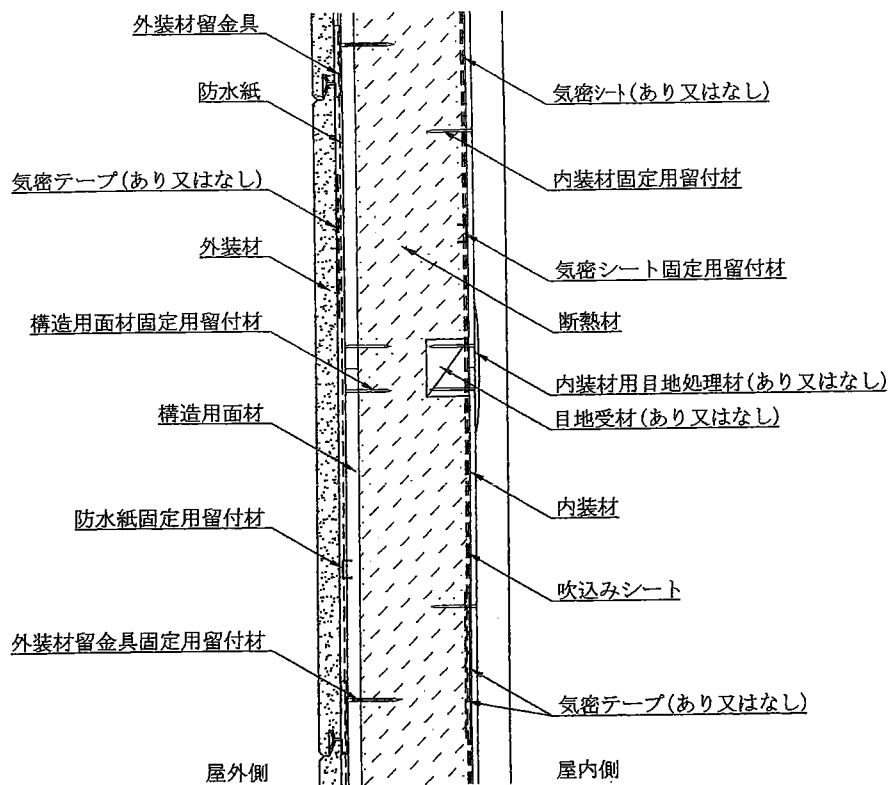 外装材留金具
防水紙
気密テープ(あり又はなし)
外装材
構造用面材固定用留付材
構造用面材
防水紙固定用留付材
外装材留金具固定用留付材
屋外側
気密シート(あり又はなし)
内装材固定用留付材
気密シート固定用留付材
断熱材
内装材用目地処理材(あり又はなし)
目地受材(あり又はなし)
内装材
吹込みシート
気密テープ(あり又はなし)
屋内側